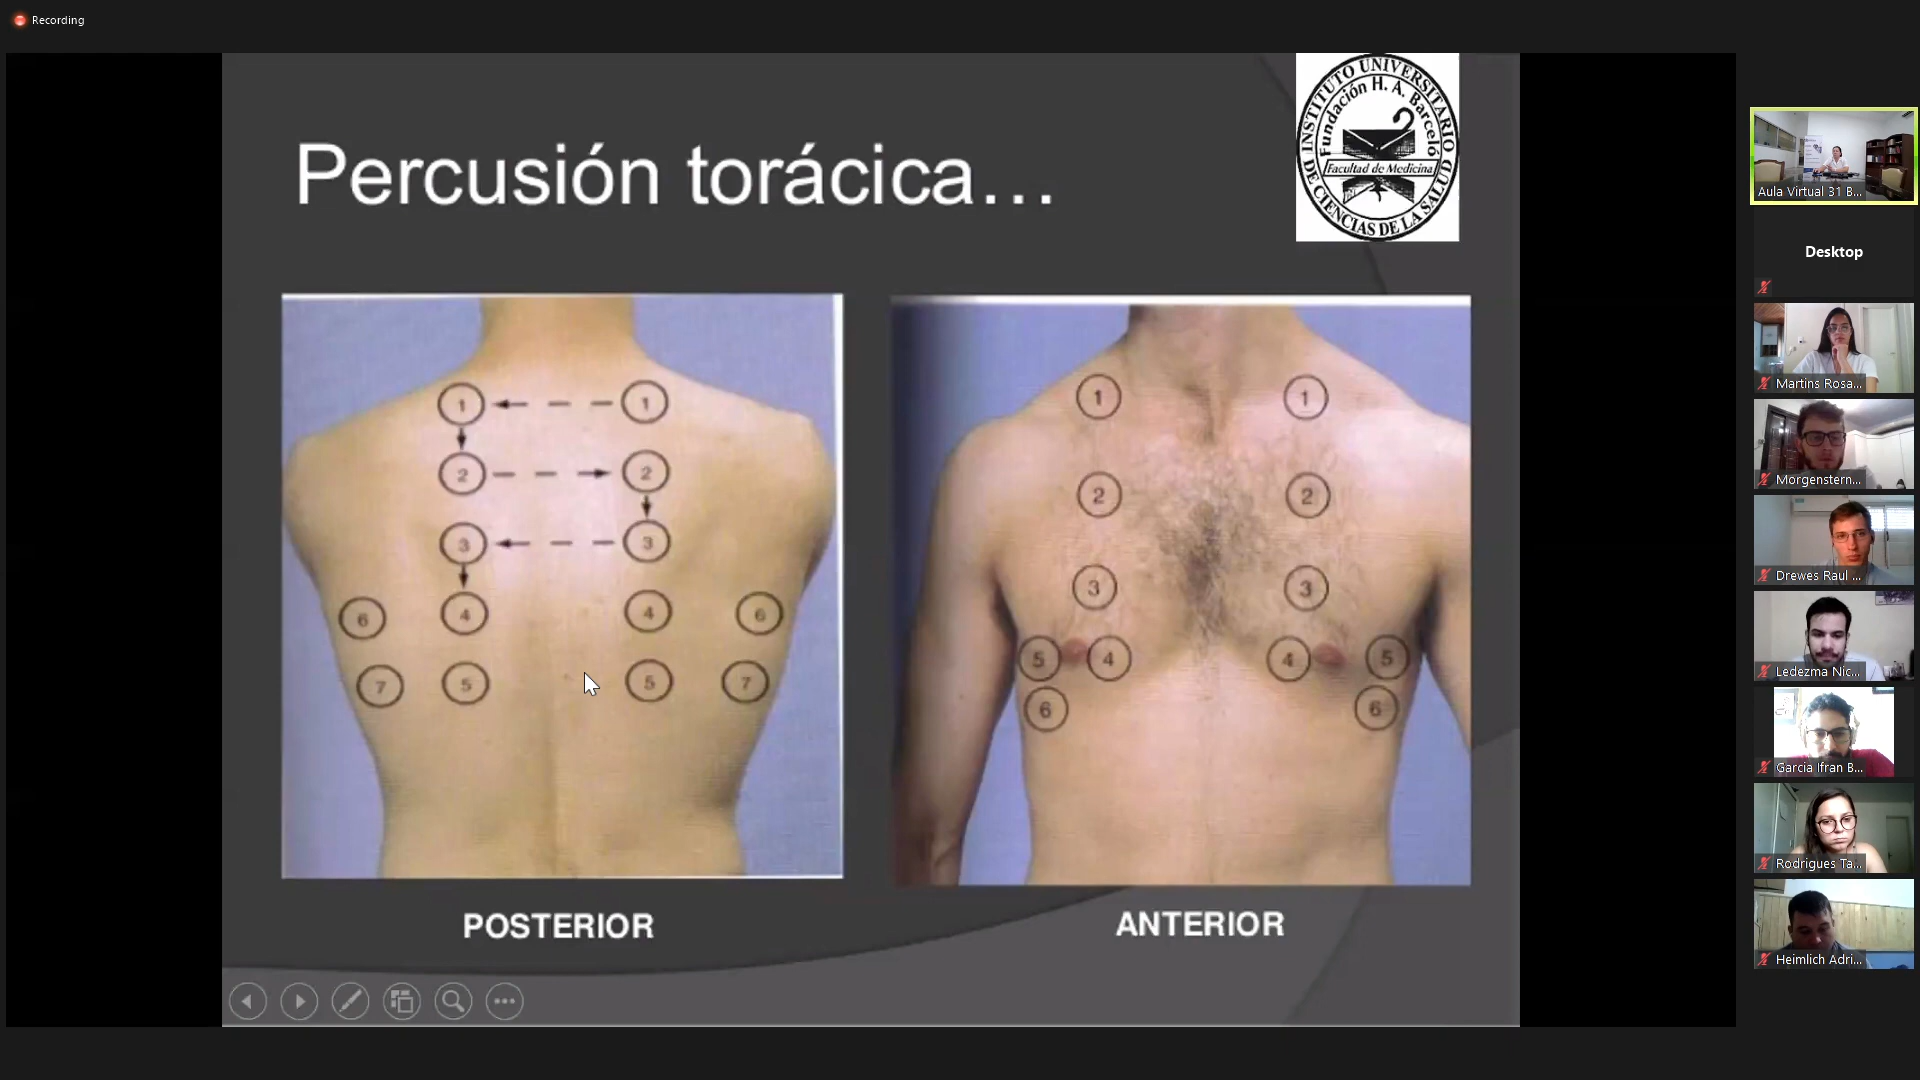 Recording
Percusión torácica...
INSTITUTO UNIVERSITARIO
DE CIENCIAS DE LA SALUD
Fundación H. A. Barceló
Facultad de Medicina
1 1
2 2
3 3
6 4 4 6
7 5 5 7
POSTERIOR
1 1
2 2
3 3
5 4 4 5
6 6
ANTERIOR
Aula Virtual 31 B...
Desktop
Martins Rosa...
Morgenstern...
Drewes Raul ...
Ledezma Nic...
Garcia Ifran B...
Rodrigues Ta...
Heimlich Adri...